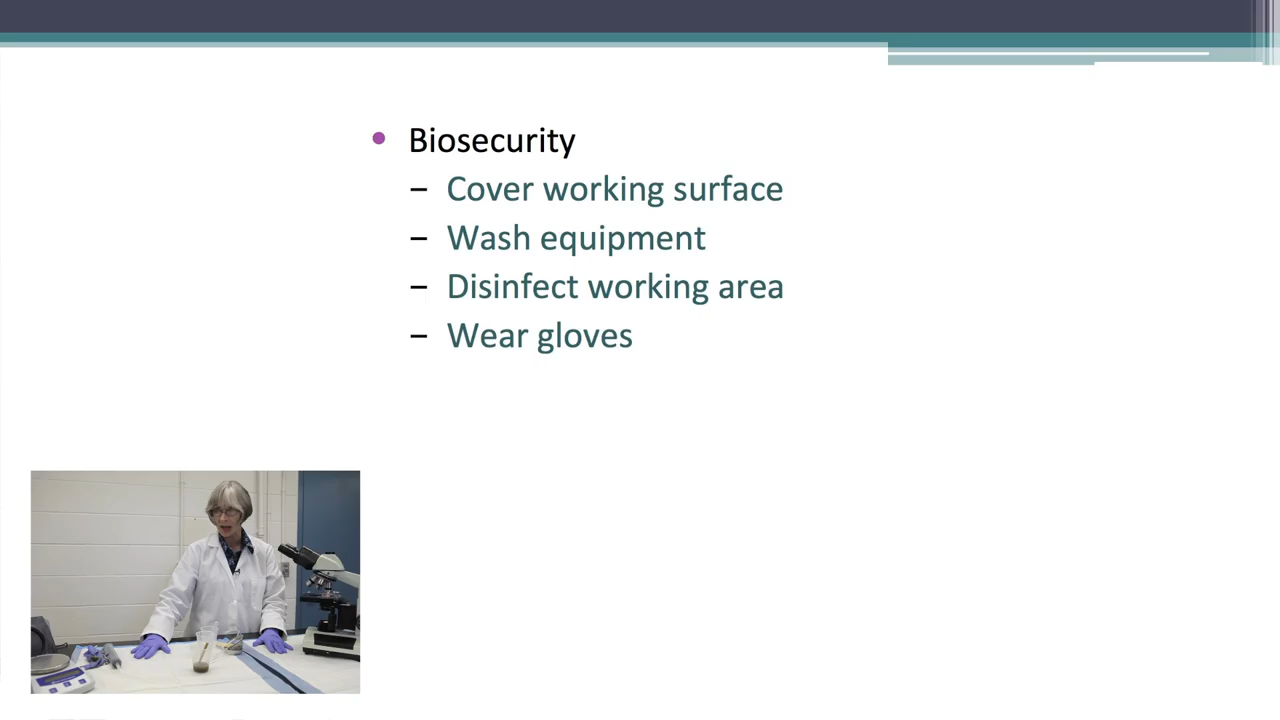 • Biosecurity
– Cover working surface
– Wash equipment
– Disinfect working area
– Wear gloves